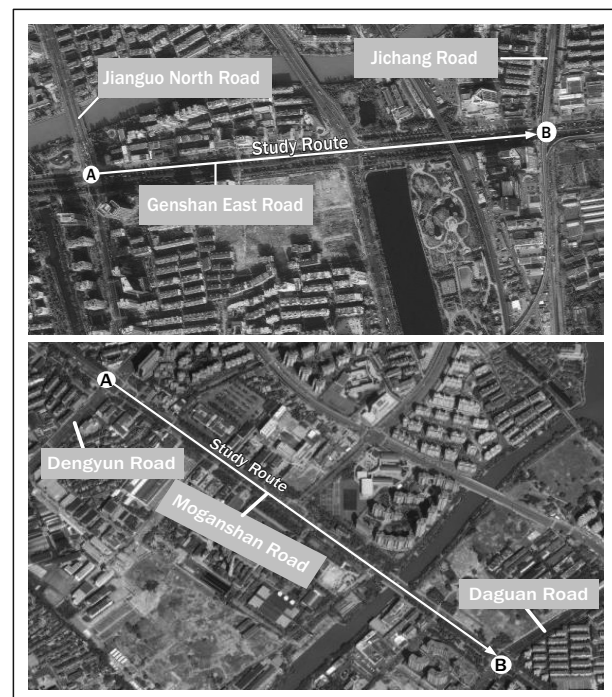 Jianguo North Road
Jichang Road
Study Route
A
B
Genshan East Road
A
Study Route
Dengyun Road
Moganshan Road
Daguan Road
B